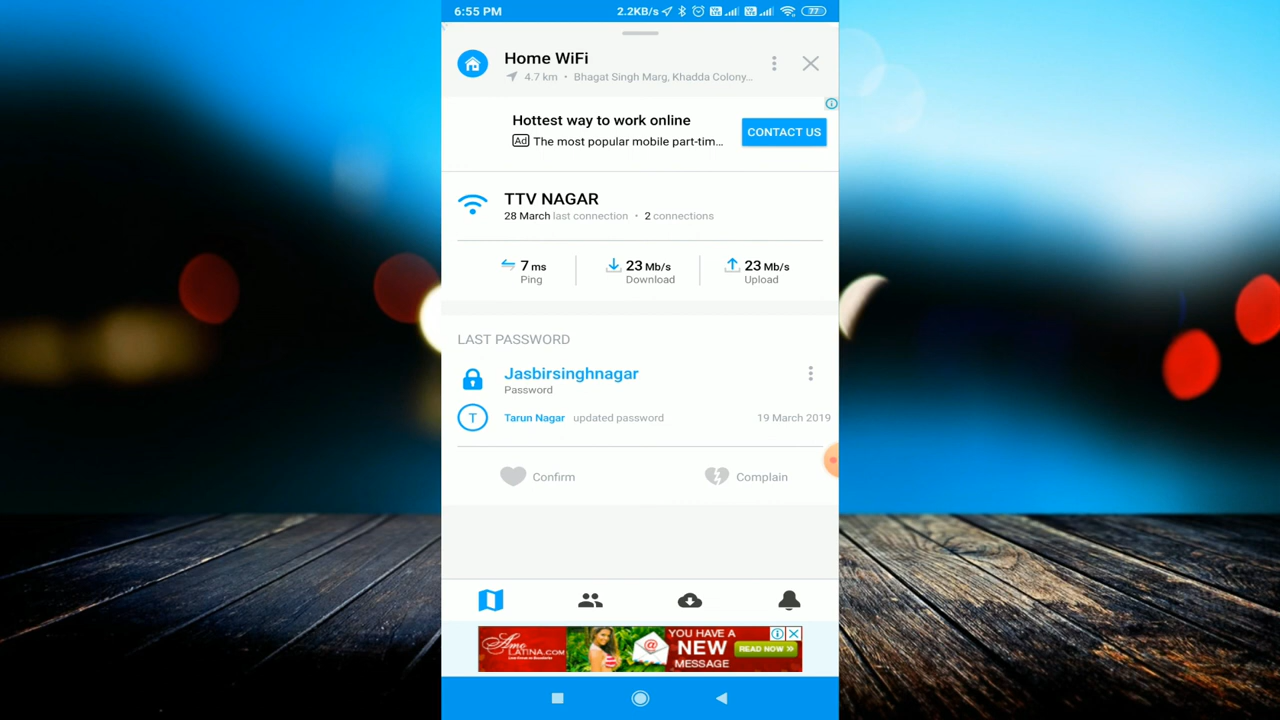 6:55 PM 2.2KB/s 77
Home WiFi
4.7 km • Bhagat Singh Marg, Khadda Colony...
Hottest way to work online
Ad The most popular mobile part-tim...
CONTACT US
TTV NAGAR
28 March last connection • 2 connections
7 ms 23 Mb/s 23 Mb/s
Ping Download Upload
LAST PASSWORD
Jasbirsinghnagar
Password
T Tarun Nagar updated password 19 March 2019
Confirm Complain
AmoLATINA.COM
YOU HAVE A
NEW
MESSAGE
READ NOW »